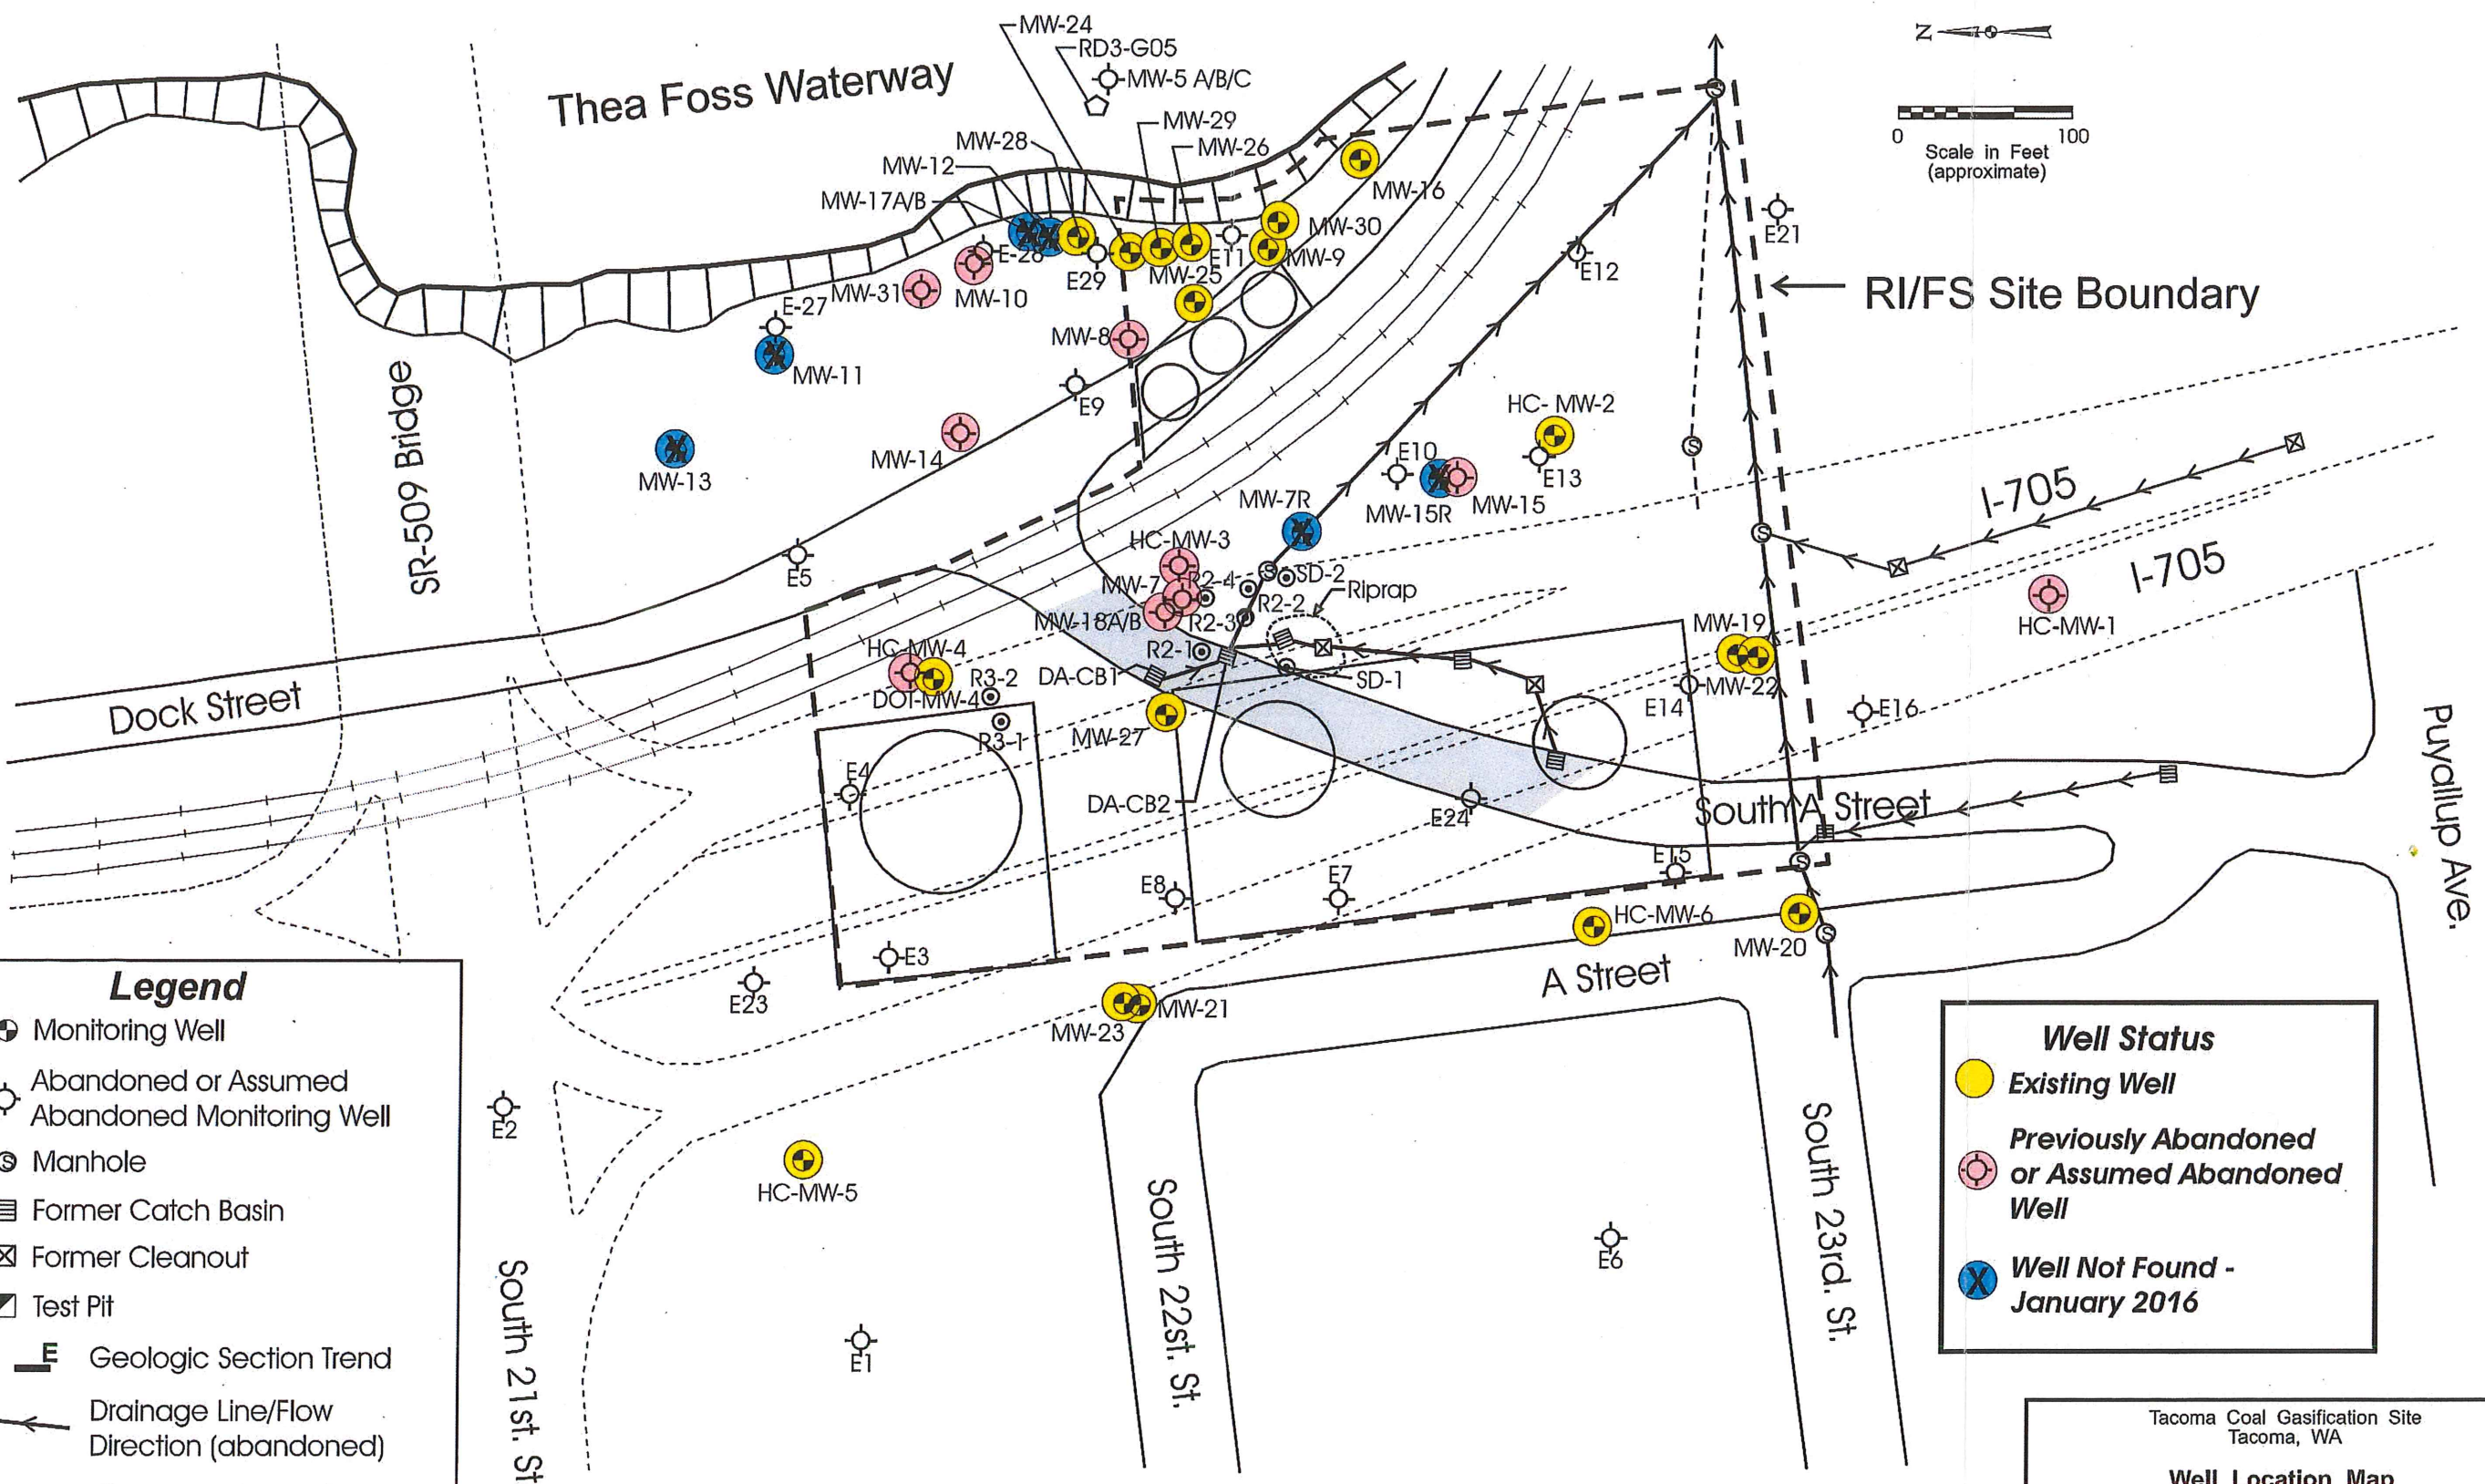 MW-24
RD3-G05
MW-5 A/B/C
N
Thea Foss Waterway
MW-29
MW-28
MW-26
MW-12
MW-17A/B
MW-16
0
100
Scale in Feet
(approximate)
MW-30
E21
E-28
E29
MW-25
E11
MW-9
E12
RI/FS Site Boundary
E-27
MW-31
MW-10
MW-8
MW-11
E9
HC- MW-2
SR-509 Bridge
MW-14
MW-13
E10
E13
MW-15R
MW-15
MW-7R
I-705
HC-MW-3
E5
MW-7
R2-4
SD-2
R2-2
Riprap
I-705
MW-18A/B
R2-3
MW-19
HC-MW-1
HC-MW-4
R2-1
DA-CB1
SD-1
R3-2
DOT-MW-4
MW-22
E14
E16
Dock Street
R3-1
MW-27
E4
DA-CB2
E24
South A Street
Puyallup Ave.
E15
E8
E7
HC-MW-6
MW-20
E3
A Street
E23
MW-21
MW-23
E2
HC-MW-5
South 22st. St.
South 23rd. St.
E6
South 21st. St
E1
Legend
Monitoring Well
Abandoned or Assumed
Abandoned Monitoring Well
S Manhole
Former Catch Basin
Former Cleanout
Test Pit
E Geologic Section Trend
Drainage Line/Flow
Direction (abandoned)
Well Status
Existing Well
Previously Abandoned
or Assumed Abandoned
Well
X Well Not Found -
January 2016
Tacoma Coal Gasification Site
Tacoma, WA
Well Location Map